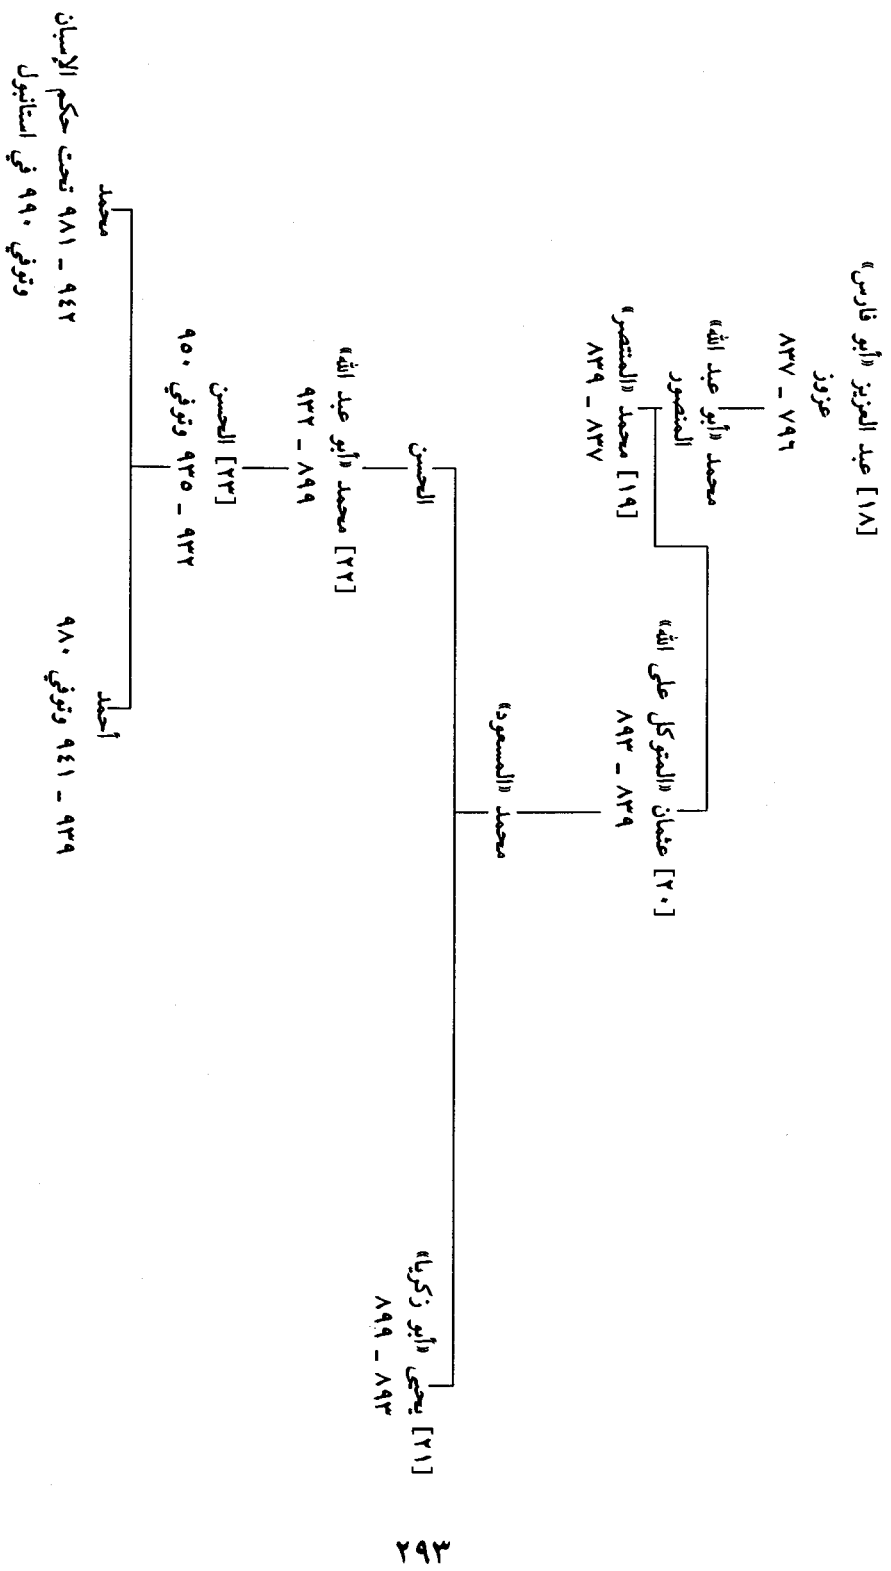 [١٨] عبد العزيز «أبو فارس»
عزوز
٧٩٦ ـ ٨٣٧
محمد «أبو عبد الله»
المنصور
[١٩] محمد «المنتصر»
٨٣٧ ـ ٨٣٩
[٢٠] عثمان «المتوكل على الله»
٨٣٩ ـ ٨٩٣
محمد «المسعود»
[٢١] يحيى «أبو زكريا»
٨٩٣ ـ ٨٩٩
الحسن
[٢٢] محمد «أبو عبد الله»
٨٩٩ ـ ٩٣٢
[٢٣] الحسن
٩٣٢ ـ ٩٣٥ وتوفي ٩٥٠
أحمد
٩٣٩ ـ ٩٤١ وتوفي ٩٨٠
محمد
٩٤٢ ـ ٩٨١ تحت حكم الإسبان
وتوفي ٩٩٠ في استانبول
٢٩٣